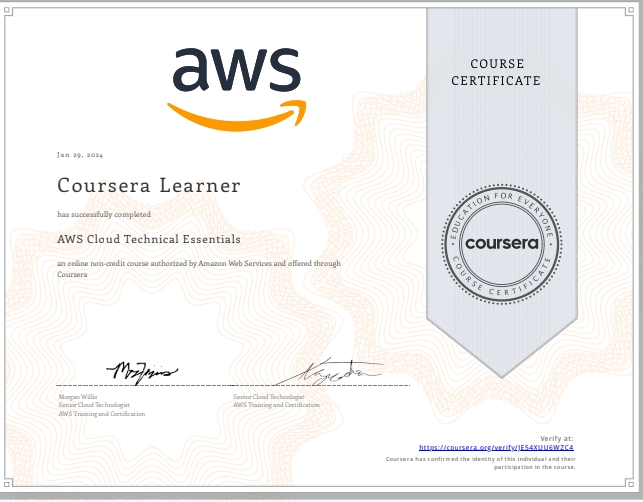 aws
COURSE
CERTIFICATE
Jan 29, 2024
Coursera Learner
has successfully completed
AWS Cloud Technical Essentials
an online non-credit course authorized by Amazon Web Services and offered through
Coursera
EDUCATION FOR EVERYONE
coursera
COURSE CERTIFICATE
Morgan Willis
Senior Cloud Technologist
AWS Training and Certification
Senior Cloud Technologist
AWS Training and Certification
Verify at:
https://coursera.org/verify/JE54XUU6WZC4
Coursera has confirmed the identity of this individual and their
participation in the course.